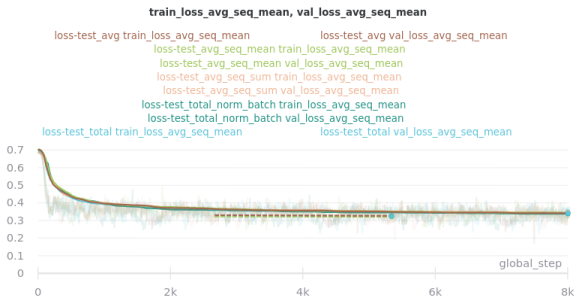 train_loss_avg_seq_mean, val_loss_avg_seq_mean
loss-test_avg train_loss_avg_seq_mean loss-test_avg val_loss_avg_seq_mean
loss-test_avg_seq_mean train_loss_avg_seq_mean
loss-test_avg_seq_mean val_loss_avg_seq_mean
loss-test_avg_seq_sum train_loss_avg_seq_mean
loss-test_avg_seq_sum val_loss_avg_seq_mean
loss-test_total_norm_batch train_loss_avg_seq_mean
loss-test_total_norm_batch val_loss_avg_seq_mean
loss-test_total train_loss_avg_seq_mean loss-test_total val_loss_avg_seq_mean
0.7
0.6
0.5
0.4
0.3
0.2
0.1
0
global_step
0 2k 4k 6k 8k